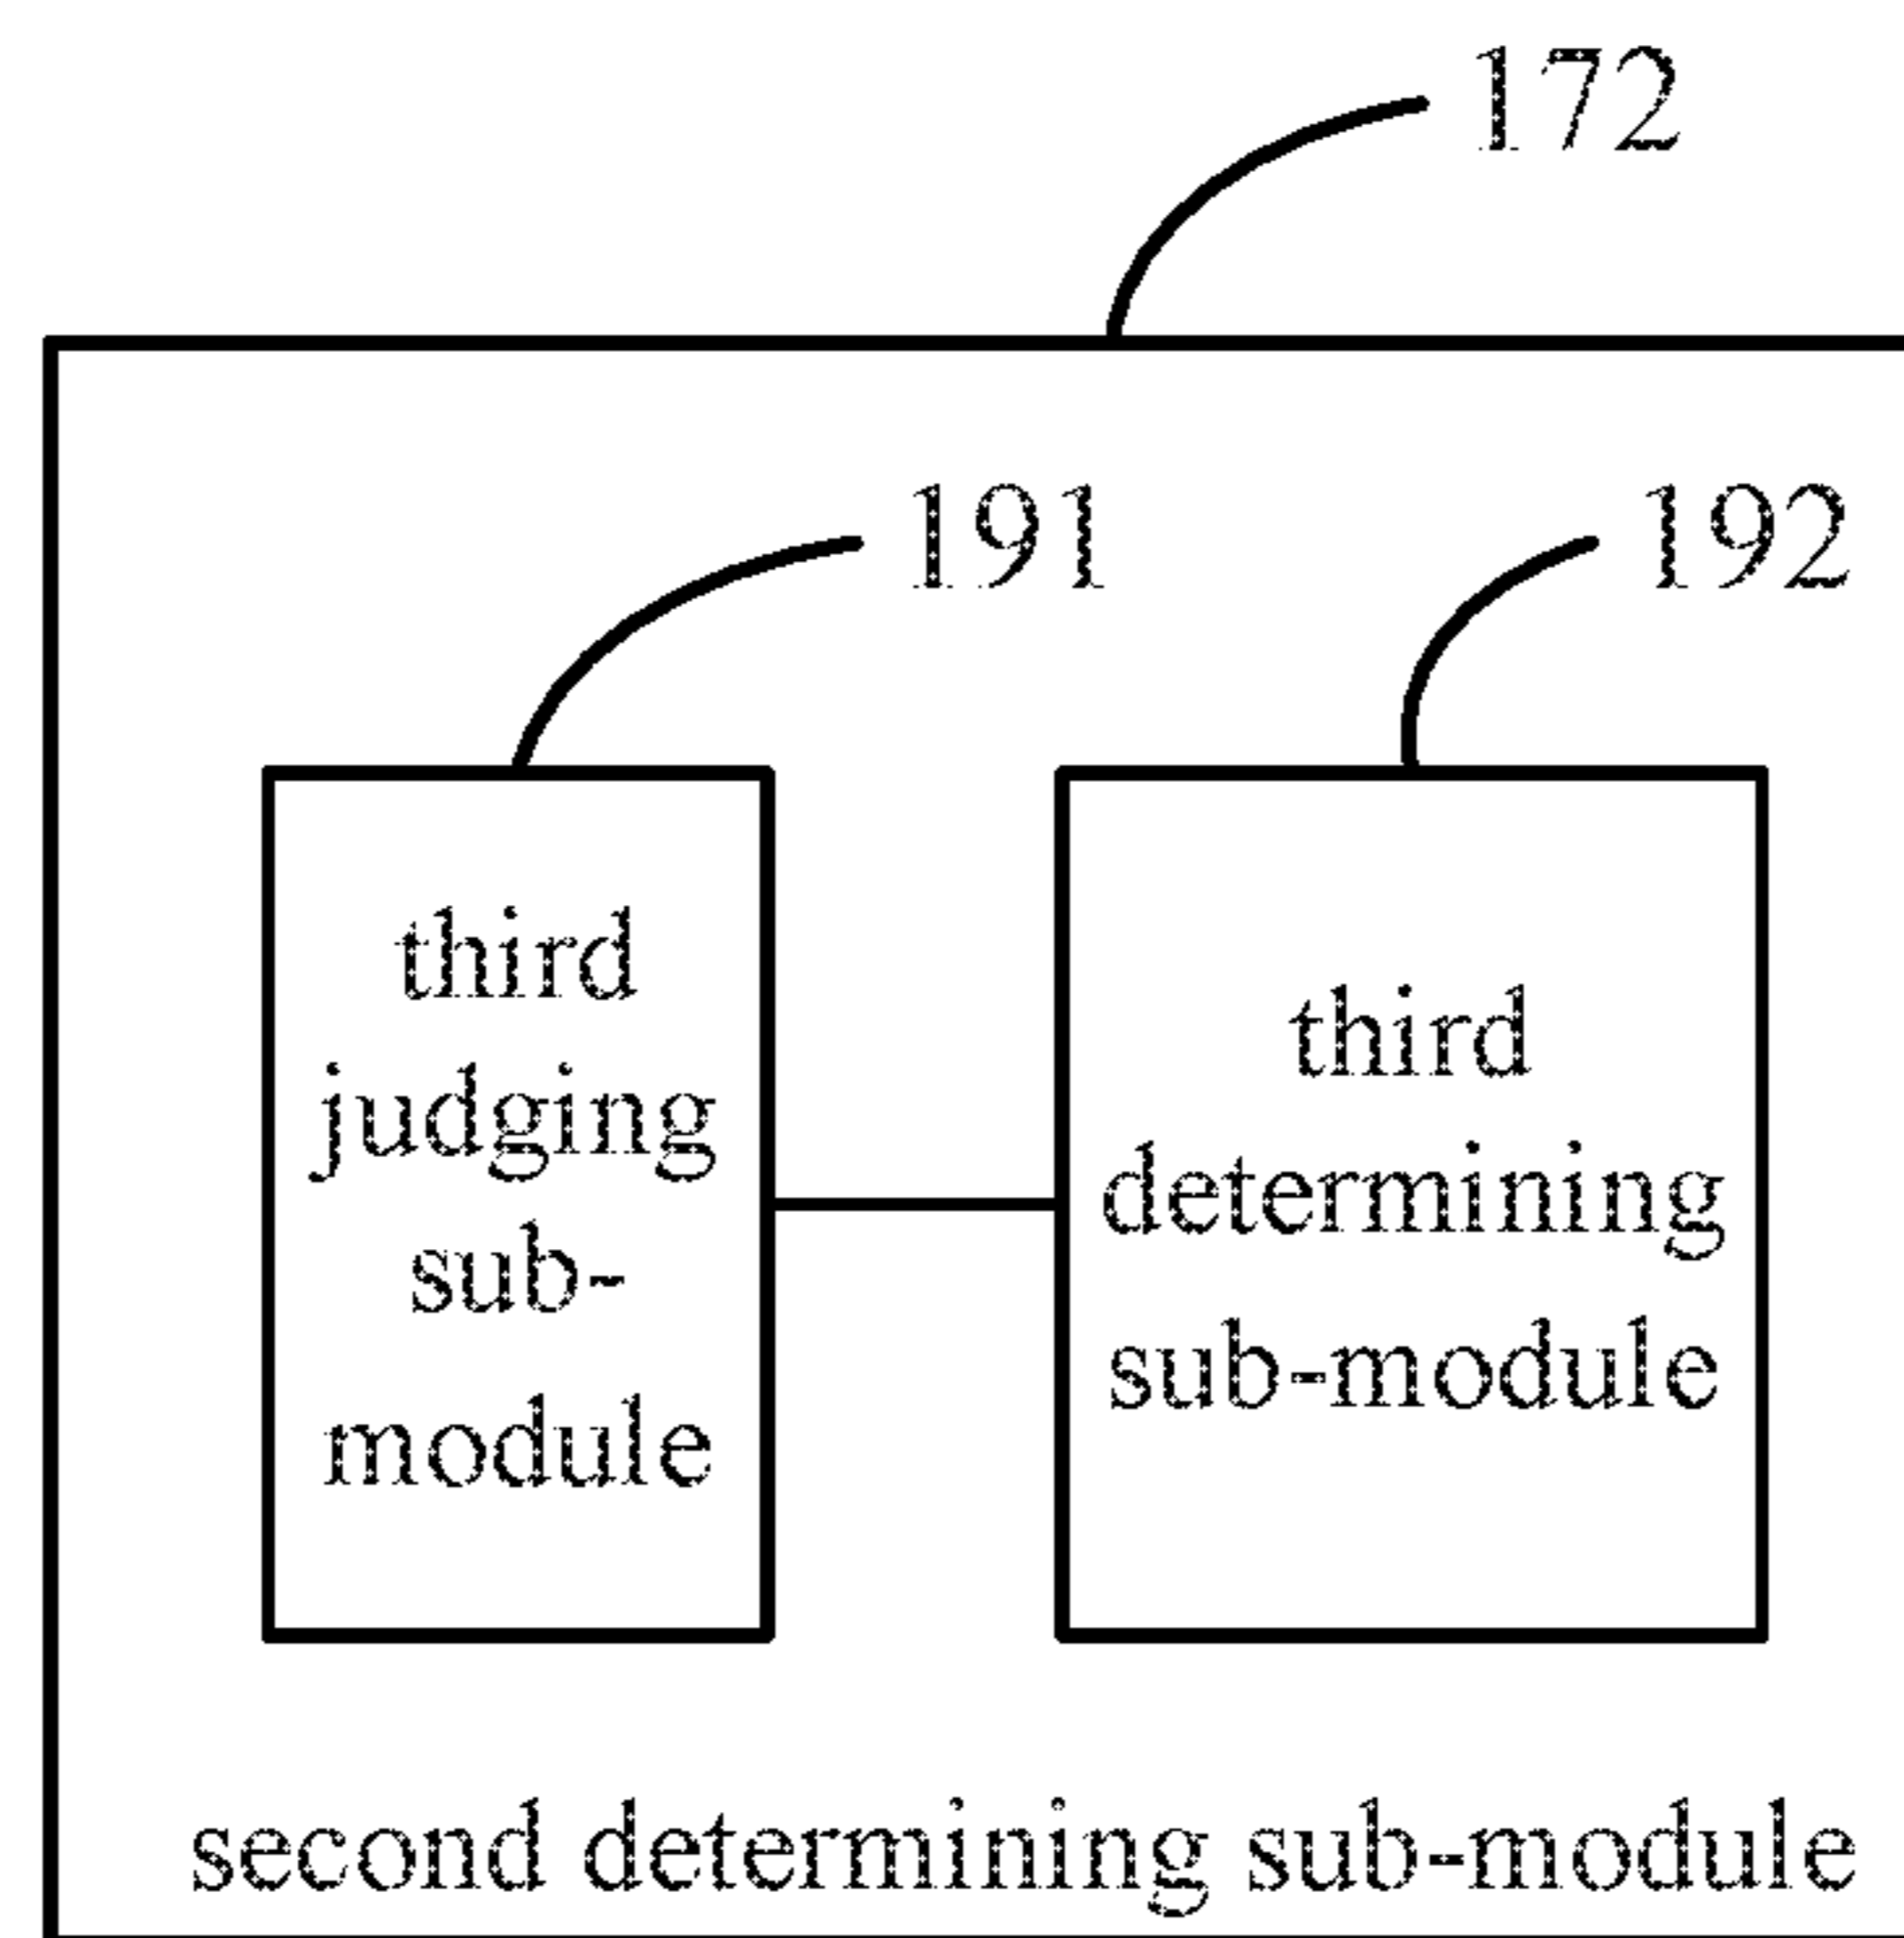 172
191
192
third
judging
sub-
module
third
determining
sub-module
second determining sub-module